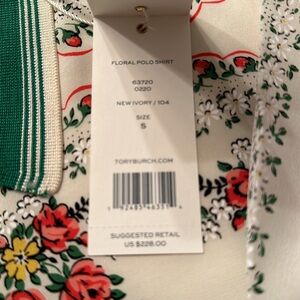 FLORAL POLO SHIRT
63720
0220
NEW IVORY / 104
SIZE
S
TORYBURCH.COM
SUGGESTED RETAIL
US $228.00